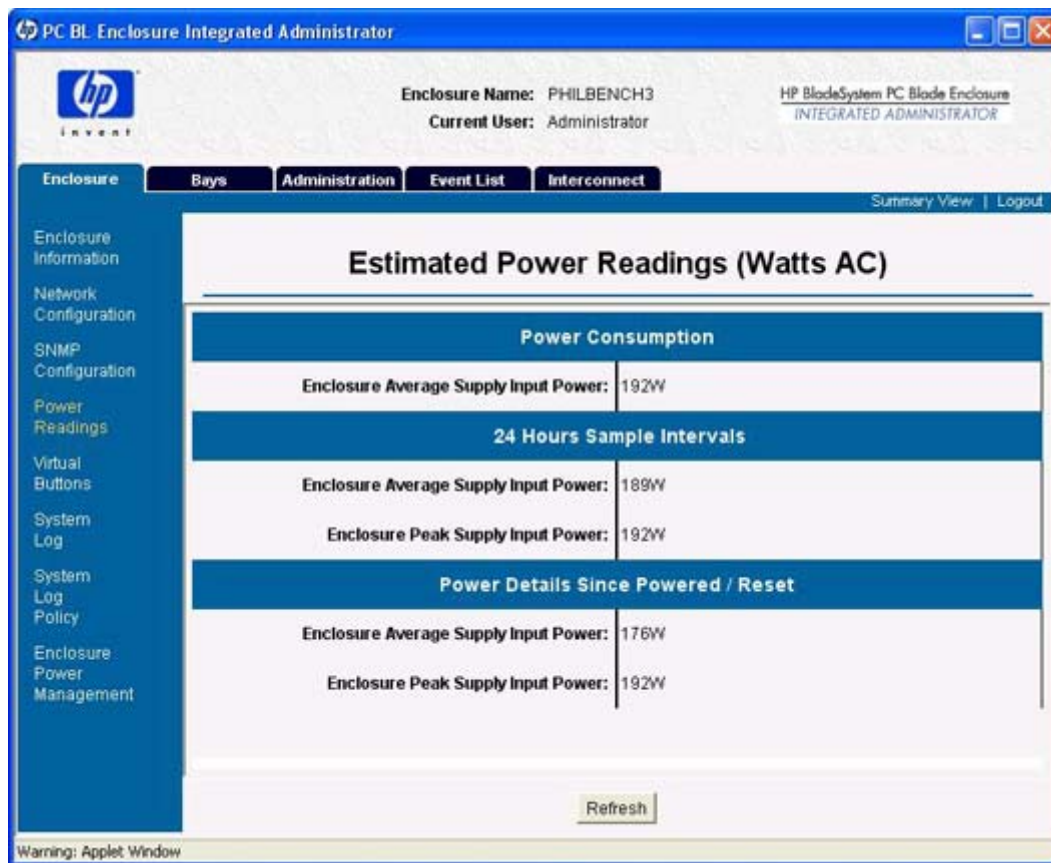 PC BL Enclosure Integrated Administrator
hp
invent
Enclosure Name: PHILBENCH3
Current User: Administrator
HP BladeSystem PC Blade Enclosure
INTEGRATED ADMINISTRATOR
Enclosure Bays Administration Event List Interconnect
Summary View | Logout
Enclosure
Information
Network
Configuration
SNMP
Configuration
Power
Readings
Virtual
Buttons
System
Log
System
Log
Policy
Enclosure
Power
Management
Estimated Power Readings (Watts AC)
Power Consumption
Enclosure Average Supply Input Power: 192W
24 Hours Sample Intervals
Enclosure Average Supply Input Power: 189W
Enclosure Peak Supply Input Power: 192W
Power Details Since Powered / Reset
Enclosure Average Supply Input Power: 176W
Enclosure Peak Supply Input Power: 192W
Refresh
Warning: Applet Window